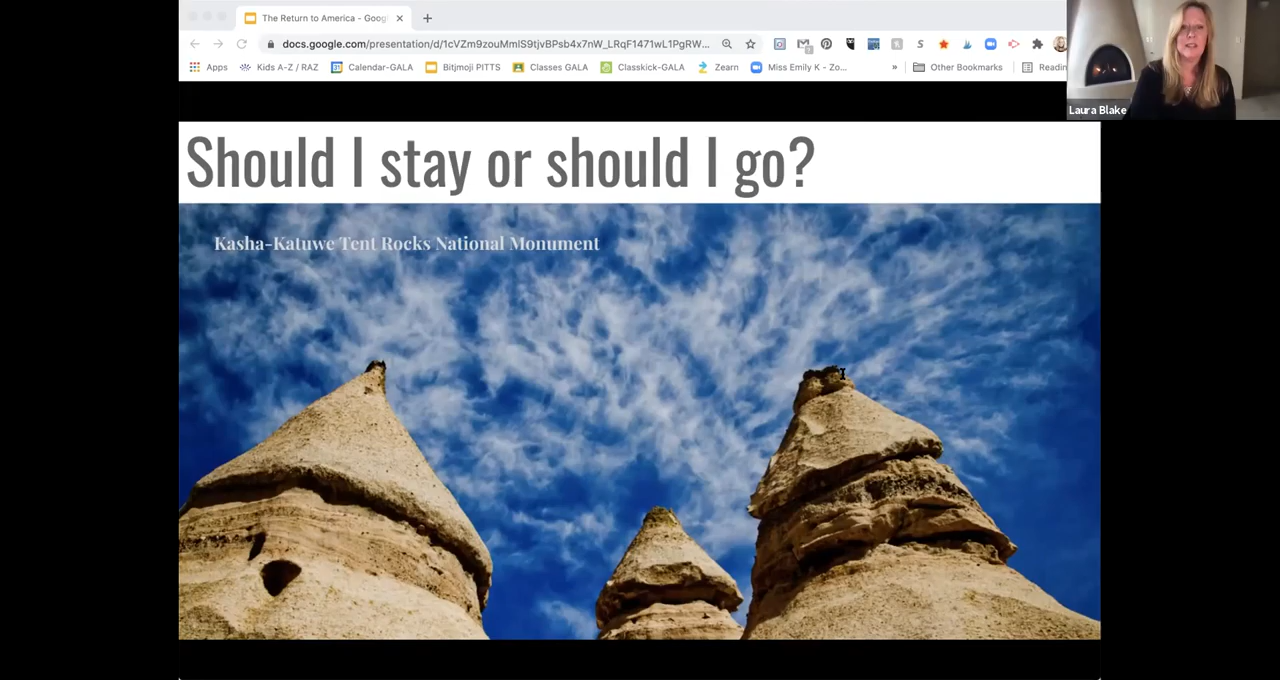 The Return to America - Goog
docs.google.com/presentation/d/1cVZm9zouMmlS9tjvBPsb4x7nW_LRqF1471wL1PgRW...
Apps Kids A-Z / RAZ Calendar-GALA Bitjmoji PITTS Classes GALA Classkick-GALA Zearn Miss Emily K - Zo... » Other Bookmarks Readin
Laura Blake
Should I stay or should I go?
Kasha-Katuwe Tent Rocks National Monument